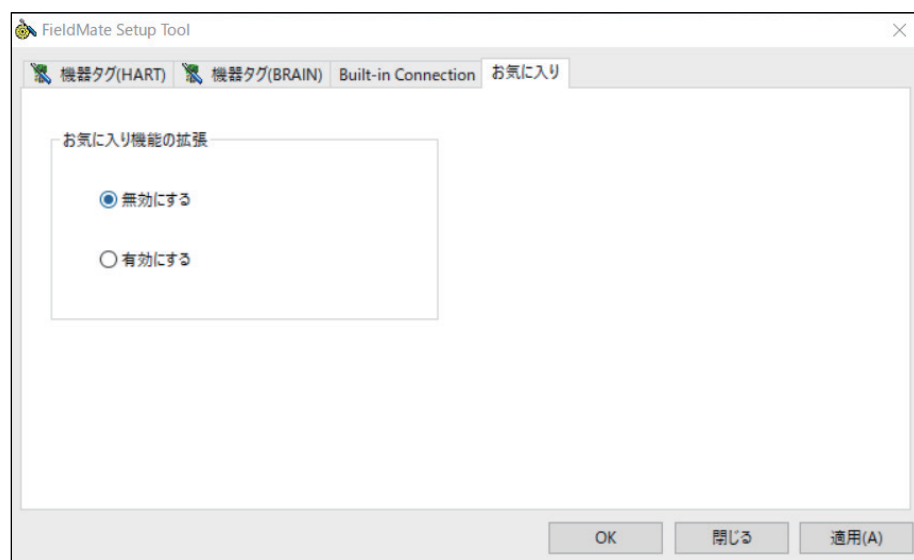 FieldMate Setup Tool
機器タグ(HART) 機器タグ(BRAIN) Built-in Connection お気に入り
お気に入り機能の拡張
無効にする
有効にする
OK 閉じる 適用(A)